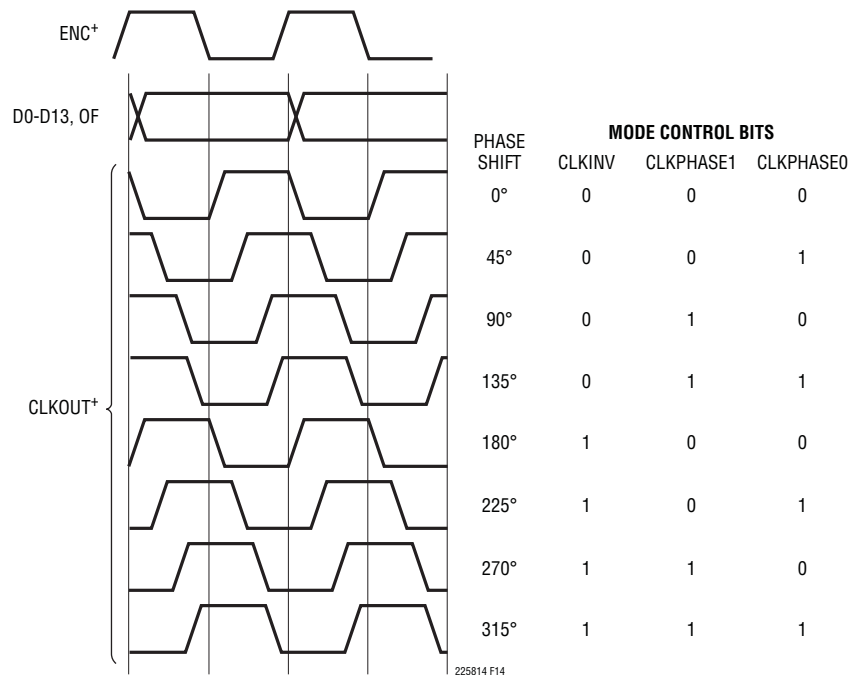 ENC+
D0-D13, OF
PHASE SHIFT
MODE CONTROL BITS
CLKINV CLKPHASE1 CLKPHASE0
0° 0 0 0
45° 0 0 1
90° 0 1 0
135° 0 1 1
CLKOUT+
180° 1 0 0
225° 1 0 1
270° 1 1 0
315° 1 1 1
225814 F14